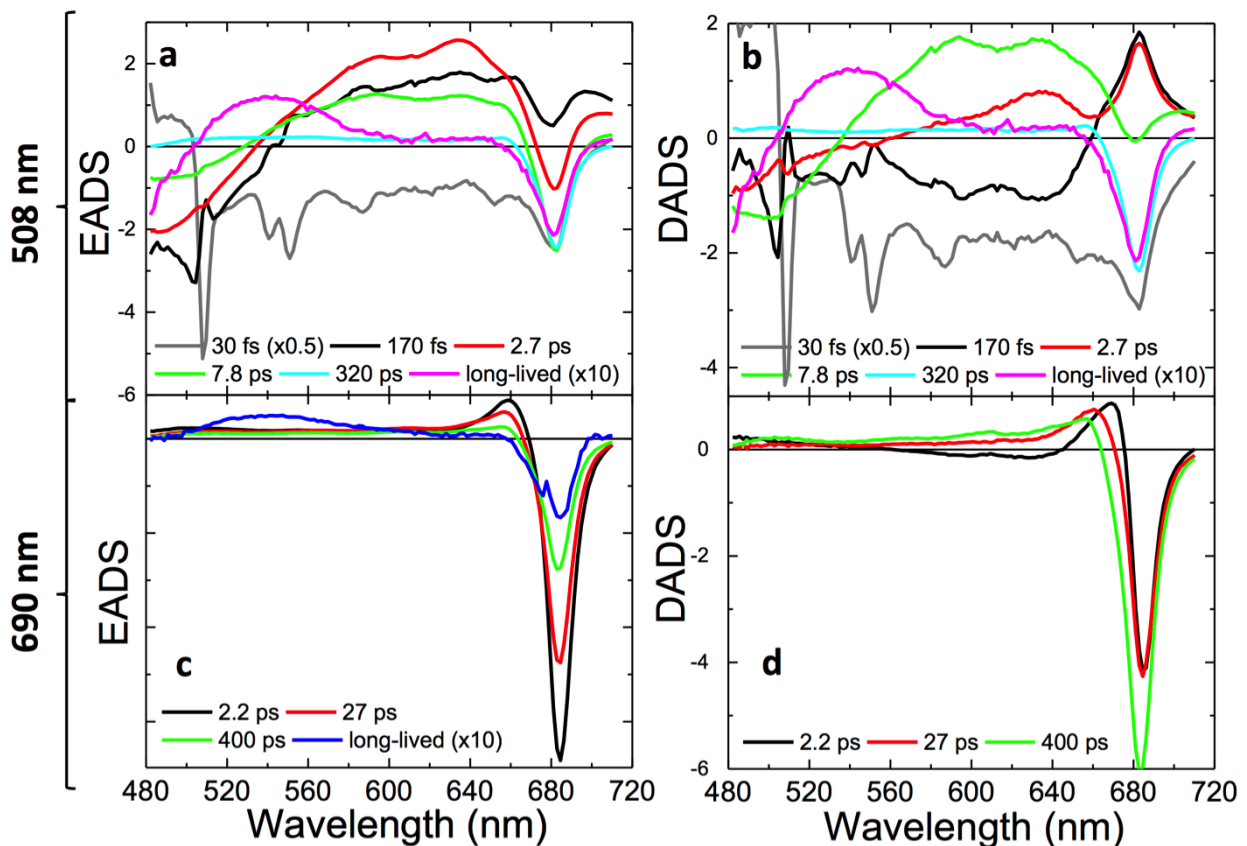 508 nm
690 nm
a
EADS
2
0
-2
-4
-6
30 fs (x0.5) 170 fs 2.7 ps
7.8 ps 320 ps long-lived (x10)
b
DADS
2
0
-2
-4
30 fs (x0.5) 170 fs 2.7 ps
7.8 ps 320 ps long-lived (x10)
c
EADS
2.2 ps 27 ps
400 ps long-lived (x10)
480 520 560 600 640 680 720
Wavelength (nm)
d
DADS
0
-2
-4
-6
2.2 ps 27 ps 400 ps
480 520 560 600 640 680 720
Wavelength (nm)